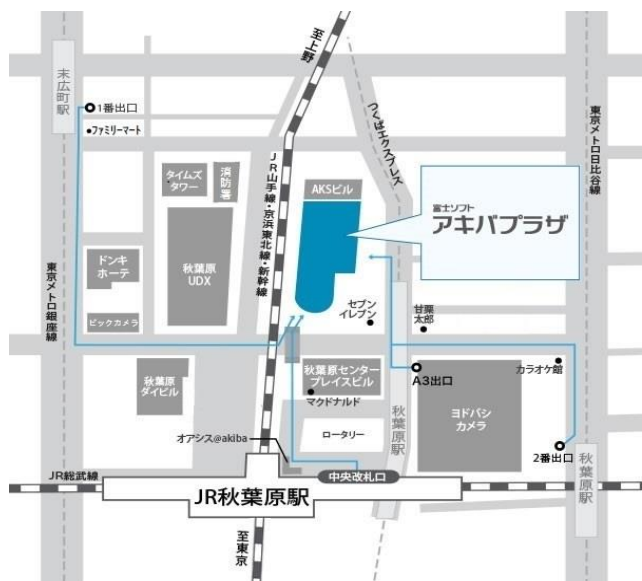 至上野
末広町駅
1番出口
ファミリーマート
つくばエクスプレス
東京メトロ日比谷線
タイムズ
タワー
消防署
JR山手線・京浜東北線・新幹線
AKSビル
富士ソフト
アキバプラザ
ドンキ
ホーテ
秋葉原
UDX
東京メトロ銀座線
ビックカメラ
セブン
イレブン
甘栗
太郎
秋葉原
ダイビル
秋葉原センター
プレイスビル
マクドナルド
A3出口
カラオケ館
ヨドバシ
カメラ
オアシス@akiba
ロータリー
秋葉原駅
2番出口
JR総武線
中央改札口
JR秋葉原駅
秋葉原駅
至東京